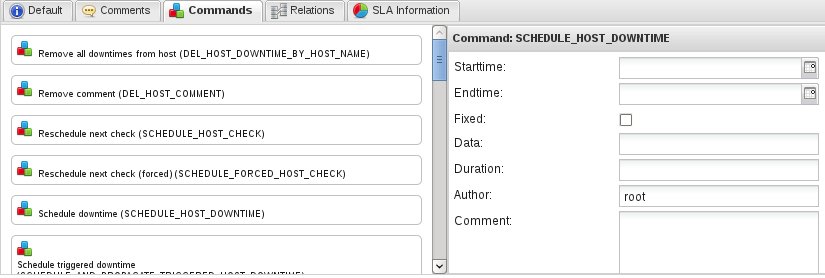 Default
Comments
Commands
Relations
SLA Information
Remove all downtimes from host (DEL_HOST_DOWNTIME_BY_HOST_NAME)
Remove comment (DEL_HOST_COMMENT)
Reschedule next check (SCHEDULE_HOST_CHECK)
Reschedule next check (forced) (SCHEDULE_FORCED_HOST_CHECK)
Schedule downtime (SCHEDULE_HOST_DOWNTIME)
Schedule triggered downtime
(SCHEDULE_AND_PROPAGATE_TRIGGERED_HOST_DOWNTIME)
Command: SCHEDULE_HOST_DOWNTIME
Starttime:
Endtime:
Fixed:
Data:
Duration:
Author:
root
Comment: